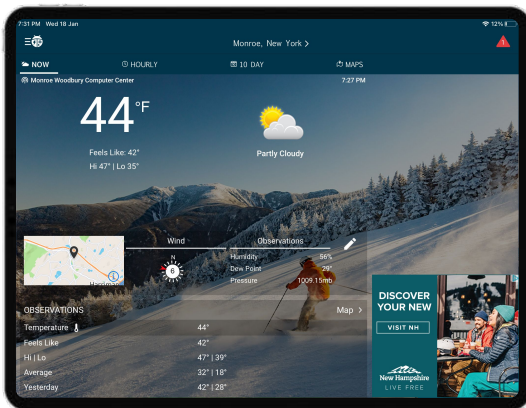 7:31 PM Wed 18 Jan
12%
Monroe, New York >
NOW
HOURLY
10 DAY
MAPS
Monroe Woodbury Computer Center
7:27 PM
44°F
Feels Like: 42°
Hi 47° | Lo 35°
Partly Cloudy
Wind
N
6
Observations
Humidity 56%
Dew Point 29°
Pressure 1009.15mb
Harriman
OBSERVATIONS
Map >
Temperature 44°
Feels Like 42°
Hi | Lo 47° | 39°
Average 32° | 18°
Yesterday 42° | 28°
DISCOVER
YOUR NEW
VISIT NH
New Hampshire
LIVE FREE